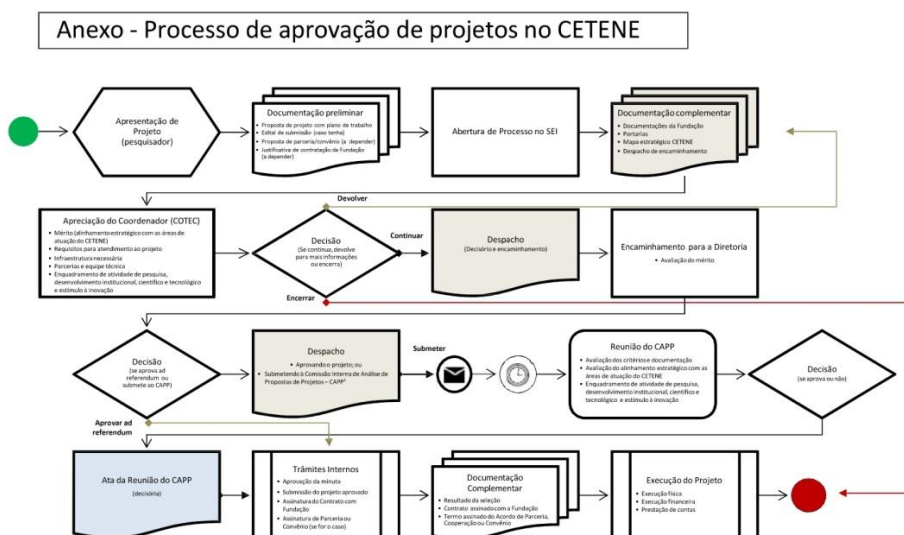 Anexo - Processo de aprovação de projetos no CETENE
Apresentação de
Projeto
(pesquisador)
Documentação preliminar
• Proposta de projeto com plano de trabalho
• Edital de submissão (caso tenha)
• Proposta de parceria/convênio (a depender)
• Justificativa de contratação de Fundação
(a depender)
Abertura de Processo no SEI
Documentação complementar
• Documentações da Fundação
• Portarias
• Mapa estratégico CETENE
• Despacho de encaminhamento
Devolver
Apreciação do Coordenador (COTEC)
• Mérito (alinhamento estratégico com as áreas
de atuação do CETENE)
• Requisitos para atendimento ao projeto
• Infraestrutura necessária
• Parcerias e equipe técnica
• Enquadramento de atividade de pesquisa,
desenvolvimento institucional, científico e tecnológico
e estímulo à inovação
Decisão
(Se continua, devolve
para mais informações
ou encerra)
Continuar
Encerrar
Despacho
(Decisório e encaminhamento)
Encaminhamento para a Diretoria
• Avaliação do mérito
Decisão
(se aprova ad
referendum ou
submete ao CAPP)
Aprovar ad
referendum
Despacho
• Aprovando o projeto; ou
• Submetendo à Comissão Interna de Análise de
Propostas de Projetos – CAPP²
Submeter
Reunião do CAPP
• Avaliação dos critérios e documentação
• Avaliação do alinhamento estratégico com as
áreas de atuação do CETENE
• Enquadramento de atividade de pesquisa,
desenvolvimento institucional, científico e
tecnológico e estímulo à inovação
Decisão
(se aprova ou não)
Ata da Reunião do CAPP
(decisória)
Trâmites Internos
• Aprovação da minuta
• Submissão do projeto aprovado
• Assinatura do Contrato com
Fundação
• Assinatura de Parceria ou
Convênio (se for o caso)
Documentação
Complementar
• Resultado da seleção
• Contrato assinado com a Fundação
• Termo assinado do Acordo de Parceria,
Cooperação ou Convênio
Execução do Projeto
• Execução física
• Execução financeira
• Prestação de contas